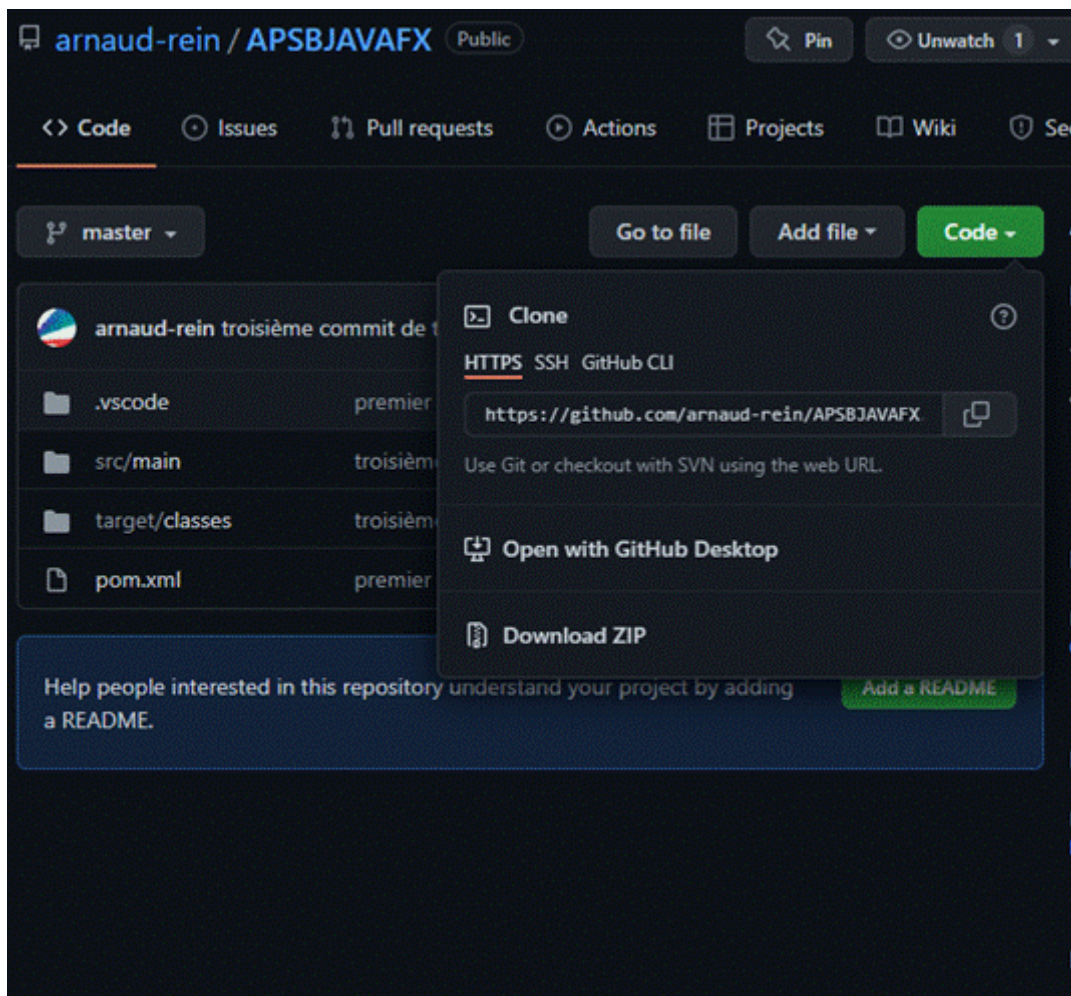 arnaud-rein / APSBJAVAFX Public Pin Unwatch 1
Code Issues Pull requests Actions Projects Wiki
master Go to file Add file Code
Clone
arnaud-rein troisième commit de
HTTPS SSH GitHub CLI
.vscode premier
https://github.com/arnaud-rein/APSBJAVAFX
src/main
Use Git or checkout with SVN using the web URL.
target/classes
Open with GitHub Desktop
pom.xml premier
Download ZIP
Help people interested in this repository understand your project by adding
a README.
Add a README